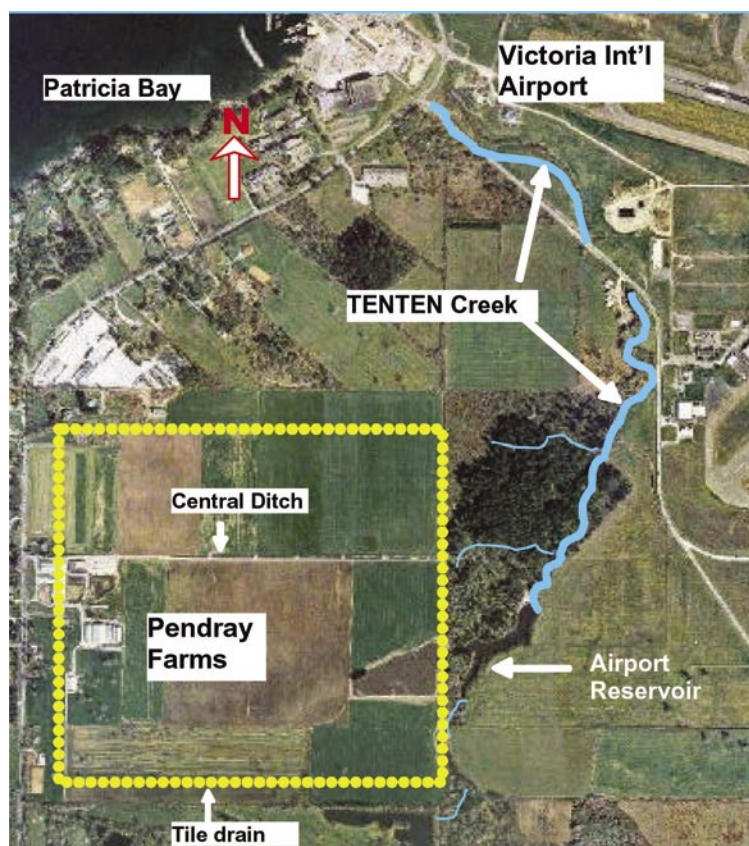 Patricia Bay
Victoria Int'l
Airport
N
TENTEN Creek
Central Ditch
Pendray
Farms
Airport
Reservoir
Tile drain